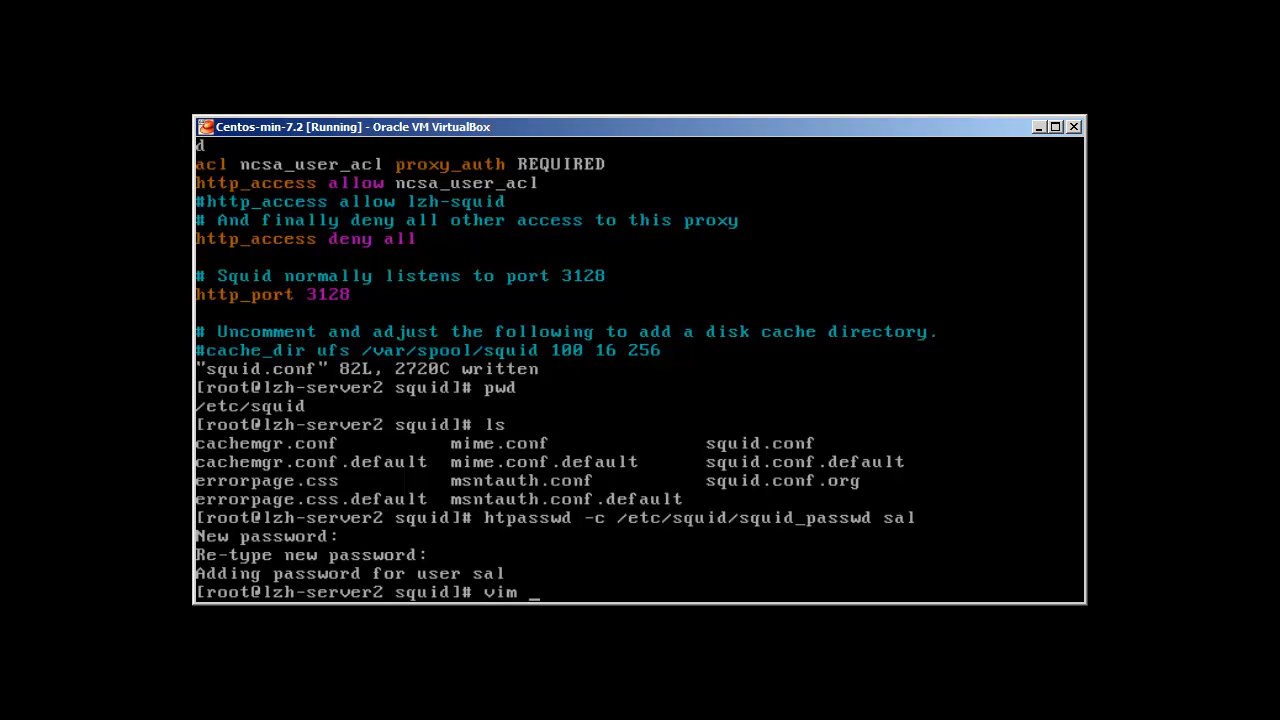 Centos-min-7.2 [Running] - Oracle VM VirtualBox
d
acl ncsa_user_acl proxy_auth REQUIRED
http_access allow ncsa_user_acl
#http_access allow lzh-squid
# And finally deny all other access to this proxy
http_access deny all
# Squid normally listens to port 3128
http_port 3128
# Uncomment and adjust the following to add a disk cache directory.
#cache_dir ufs /var/spool/squid 100 16 256
"squid.conf" 82L, 2720C written
[root@lzh-server2 squid]# pwd
/etc/squid
[root@lzh-server2 squid]# ls
cachemgr.conf mime.conf squid.conf
cachemgr.conf.default mime.conf.default squid.conf.default
errorpage.css msntauth.conf squid.conf.org
errorpage.css.default msntauth.conf.default
[root@lzh-server2 squid]# htpasswd -c /etc/squid/squid_passwd sal
New password:
Re-type new password:
Adding password for user sal
[root@lzh-server2 squid]# vim _